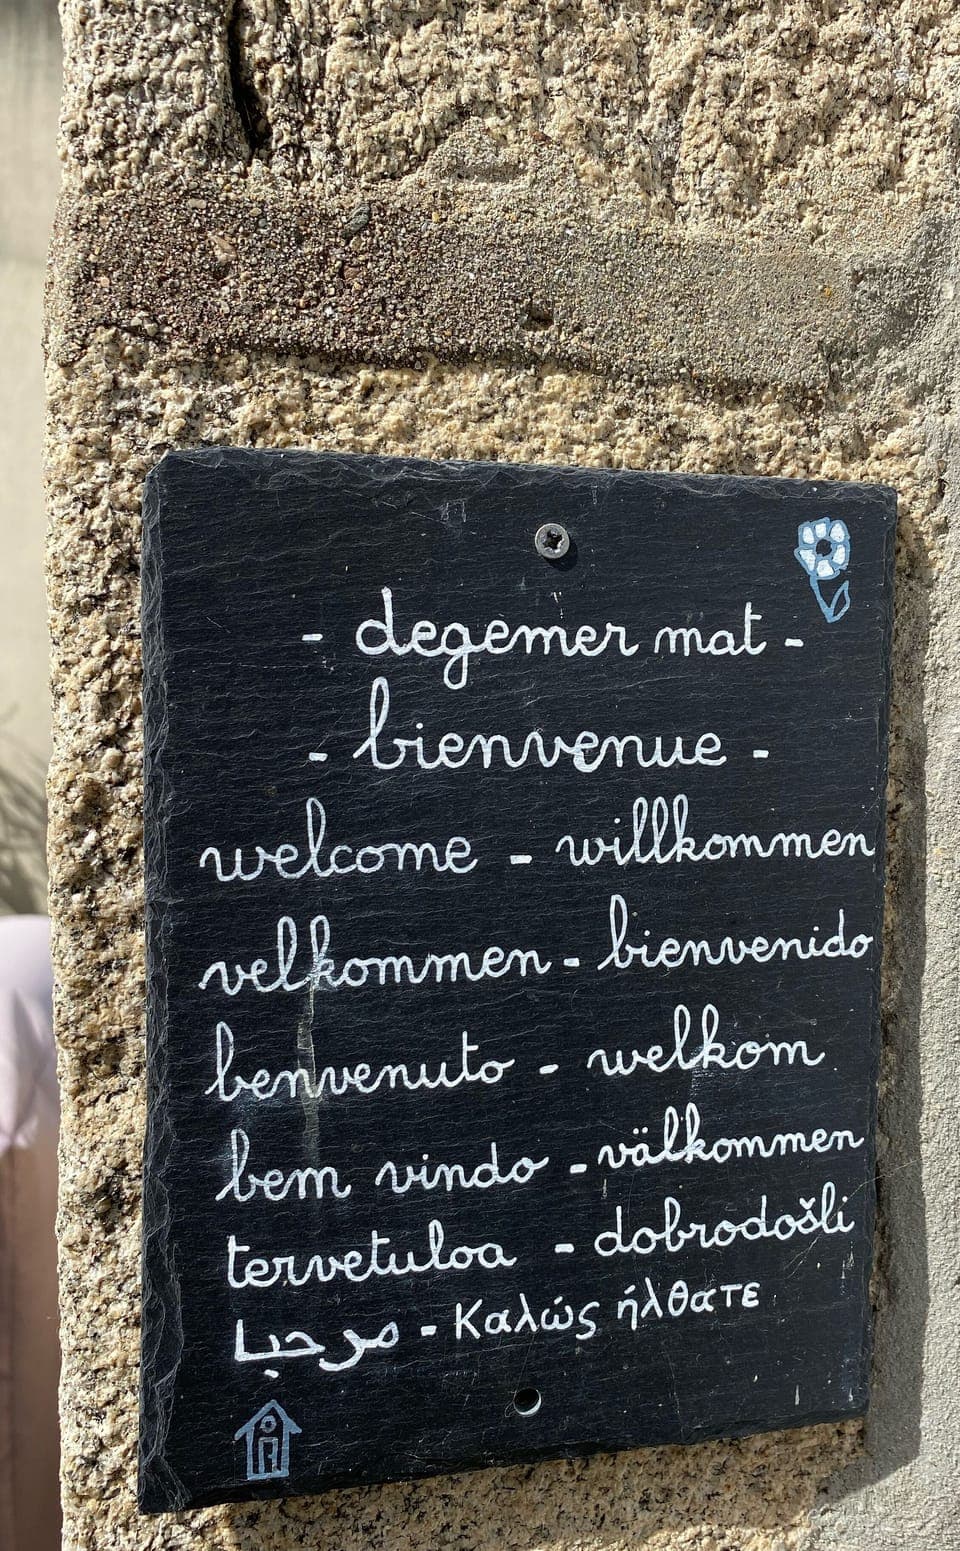 - degemer mat -
- bienvenue -
welcome - willkommen
velkommen - bienvenido
benvenuto - welkom
bem vindo - välkommen
tervetuloa - dobrodošli
مرحبا - Καλώς ήλθατε